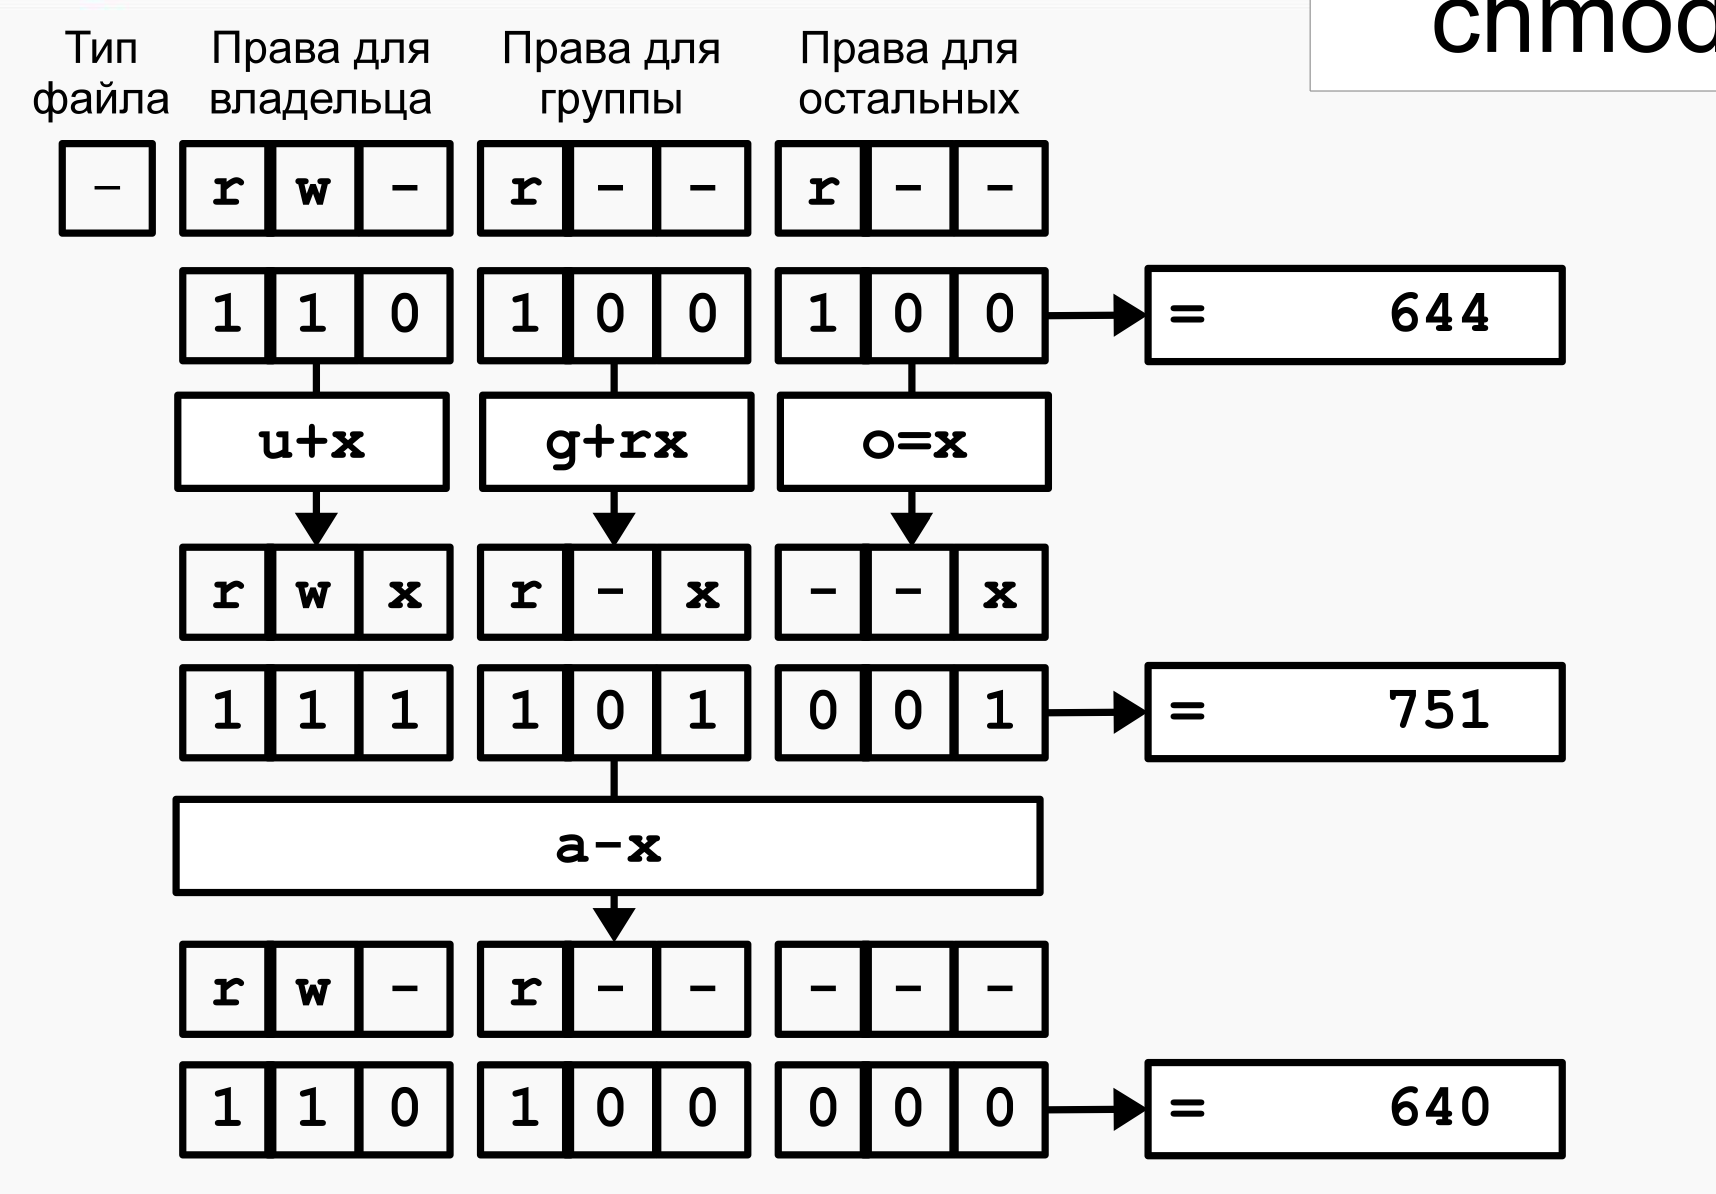 chmod
Тип Права для Права для Права для
файла владельца группы остальных
- r w - r - - r - -
1 1 0 1 0 0 1 0 0 = 644
u+x g+rx o=x
r w x r - x - - x
1 1 1 1 0 1 0 0 1 = 751
a-x
r w - r - - - - -
1 1 0 1 0 0 0 0 0 = 640